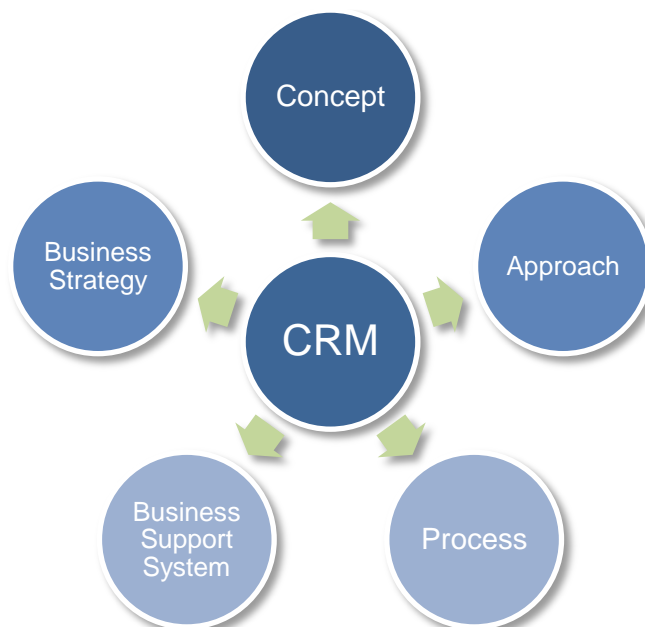 Concept
Business
Strategy
Approach
CRM
Business
Support
System
Process